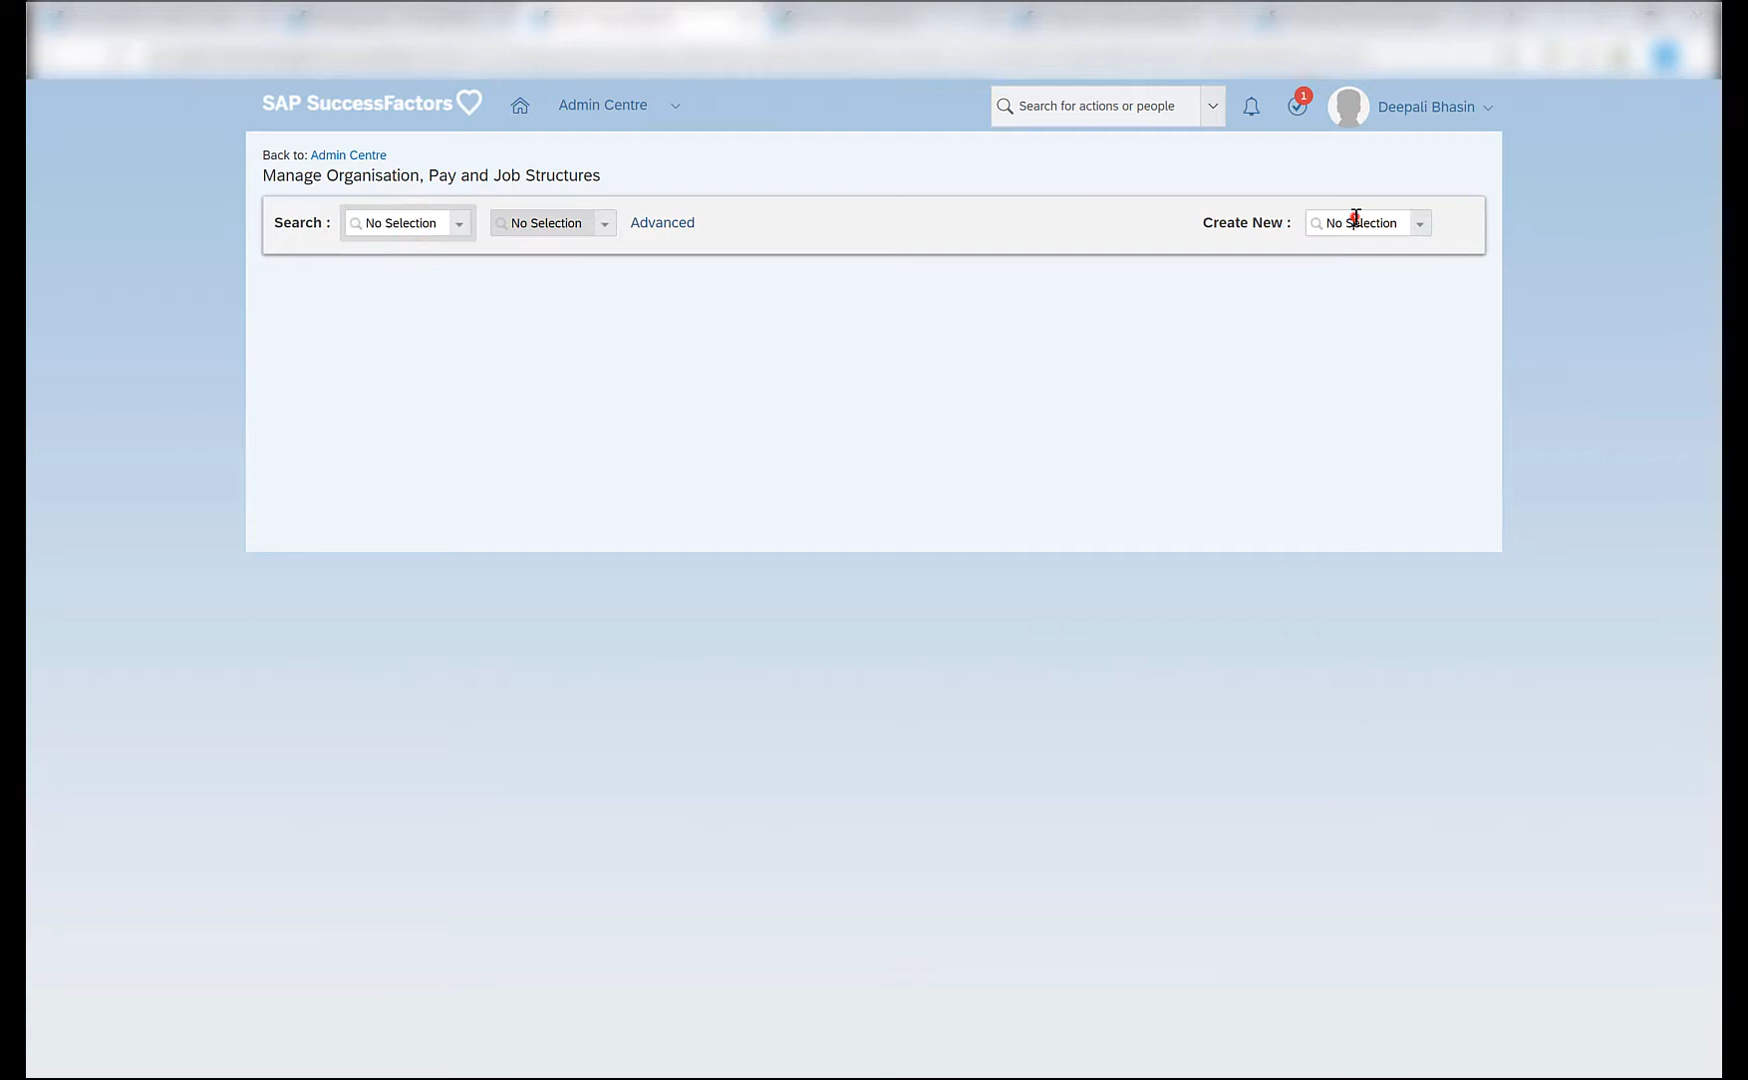 SAP SuccessFactors Admin Centre Search for actions or people 1 Deepali Bhasin
Back to: Admin Centre
Manage Organisation, Pay and Job Structures
Search : No Selection No Selection Advanced Create New : No Selection